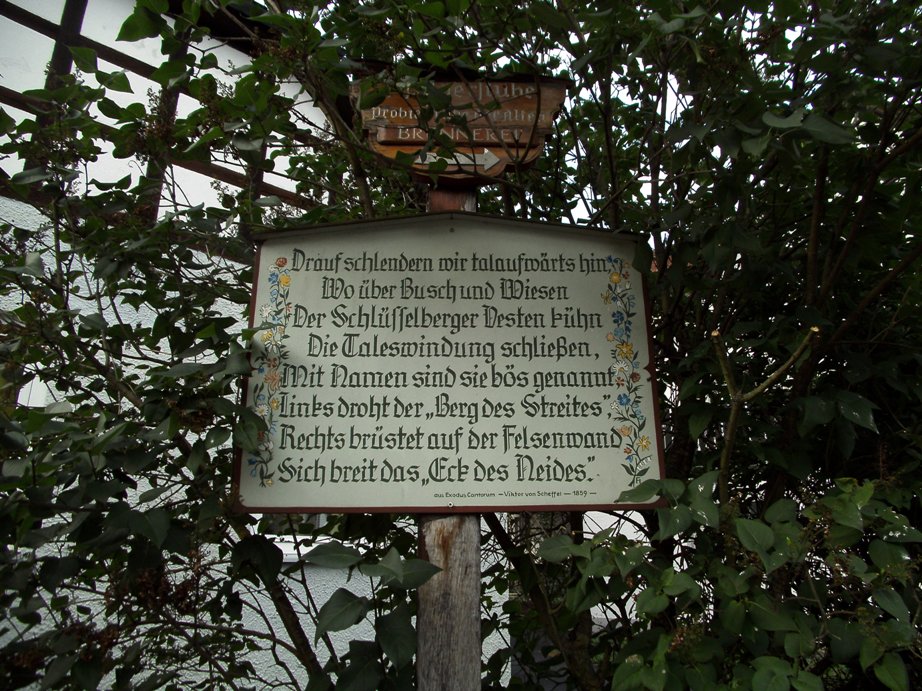 Probier
BRENNEREI
Drauf schlendern wir talaufwärts hin,
Wo über Busch und Wiesen
Der Schlüsselberger Vesten kühn
Die Taleswindung schließen,
Mit Namen sind sie bös genannt
Links droht der „Berg des Streites"
Rechts brüstet auf der Felsenwand
Sich breit das „Eck des Neides".
aus Exodus Cantorum – Viktor von Scheffel – 1859 –